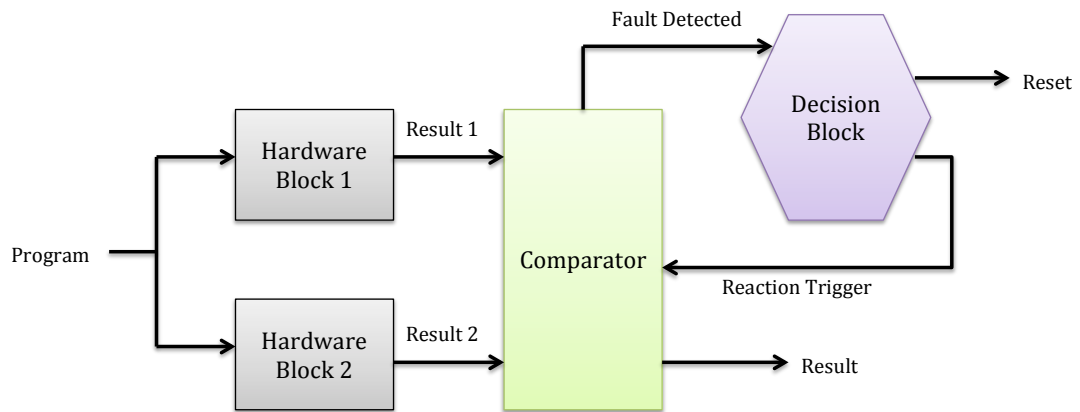 Fault Detected
Decision
Block
Reset
Result 1
Hardware
Block 1
Program
Comparator
Reaction Trigger
Result 2
Hardware
Block 2
Result